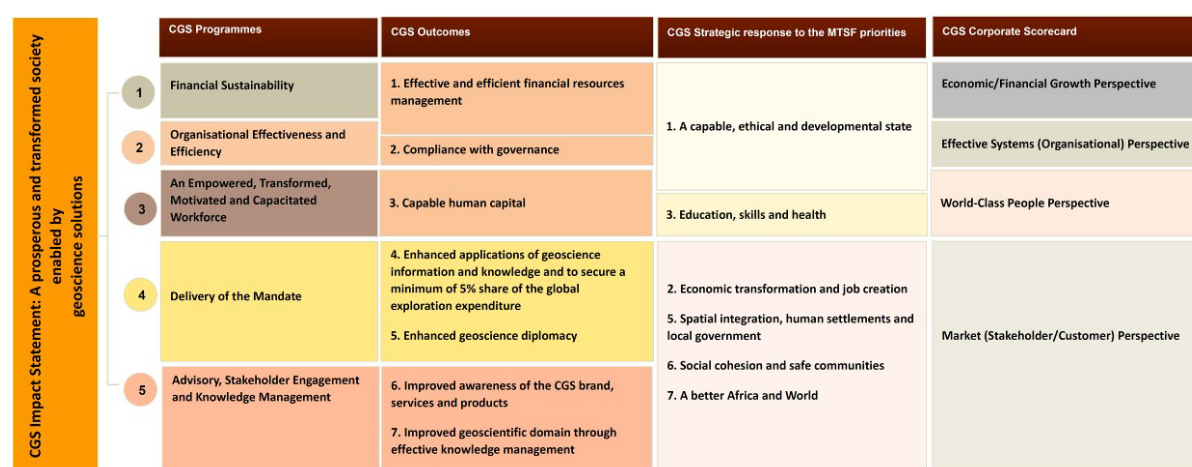 CGS Impact Statement: A prosperous and transformed society
enabled by
geoscience solutions
CGS Programmes
CGS Outcomes
CGS Strategic response to the MTSF priorities
CGS Corporate Scorecard
1
Financial Sustainability
1. Effective and efficient financial resources
management
1. A capable, ethical and developmental state
Economic/Financial Growth Perspective
2
Organisational Effectiveness and
Efficiency
2. Compliance with governance
Effective Systems (Organisational) Perspective
3
An Empowered, Transformed,
Motivated and Capacitated
Workforce
3. Capable human capital
3. Education, skills and health
World-Class People Perspective
4
Delivery of the Mandate
4. Enhanced applications of geoscience
information and knowledge and to secure a
minimum of 5% share of the global
exploration expenditure
5. Enhanced geoscience diplomacy
2. Economic transformation and job creation
5. Spatial integration, human settlements and
local government
6. Social cohesion and safe communities
7. A better Africa and World
Market (Stakeholder/Customer) Perspective
5
Advisory, Stakeholder Engagement
and Knowledge Management
6. Improved awareness of the CGS brand,
services and products
7. Improved geoscientific domain through
effective knowledge management